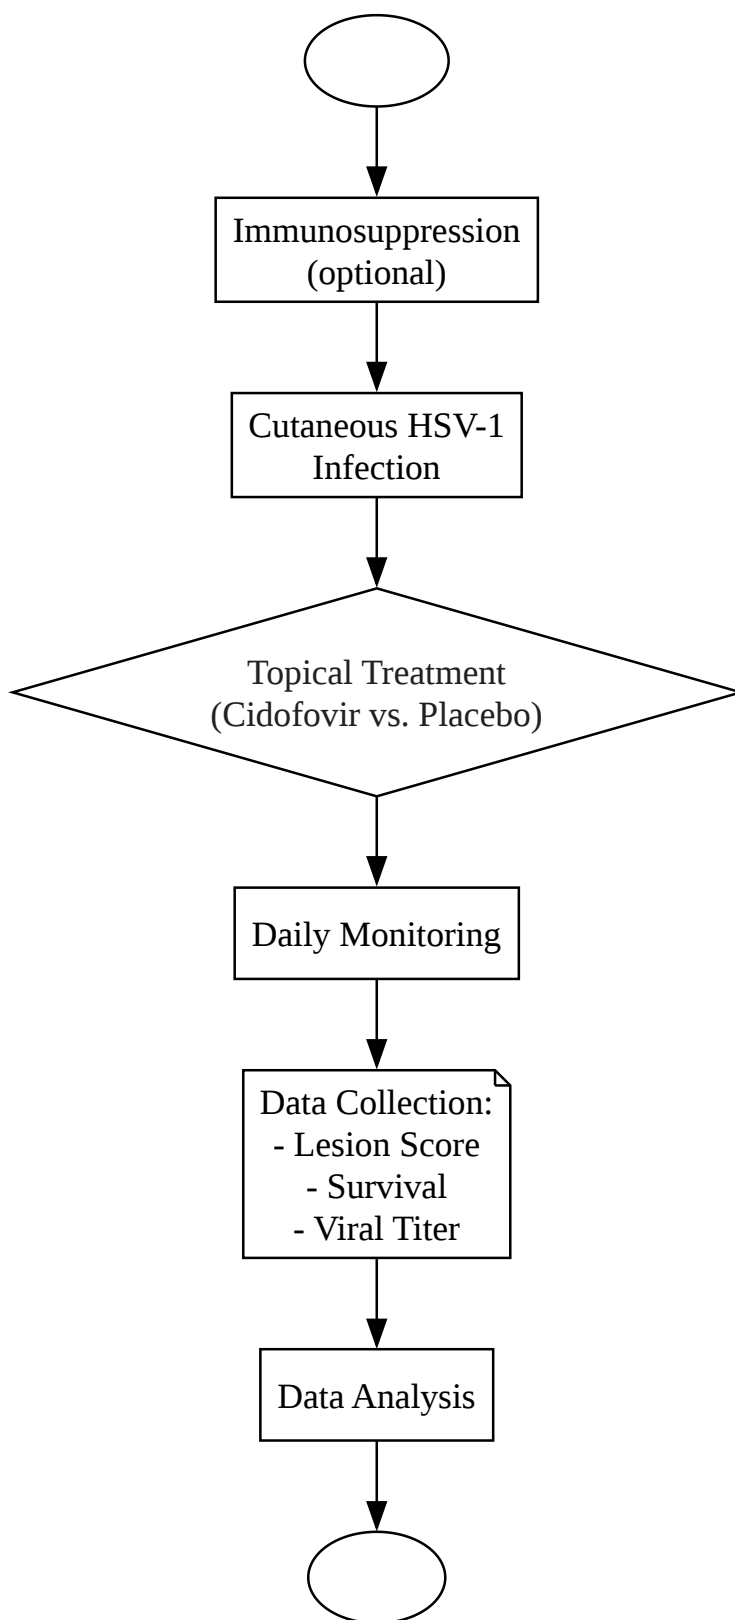 Immunosuppression
(optional)
Cutaneous HSV-1
Infection
Topical Treatment
(Cidofovir vs. Placebo)
Daily Monitoring
Data Collection:
- Lesion Score
- Survival
- Viral Titer
Data Analysis